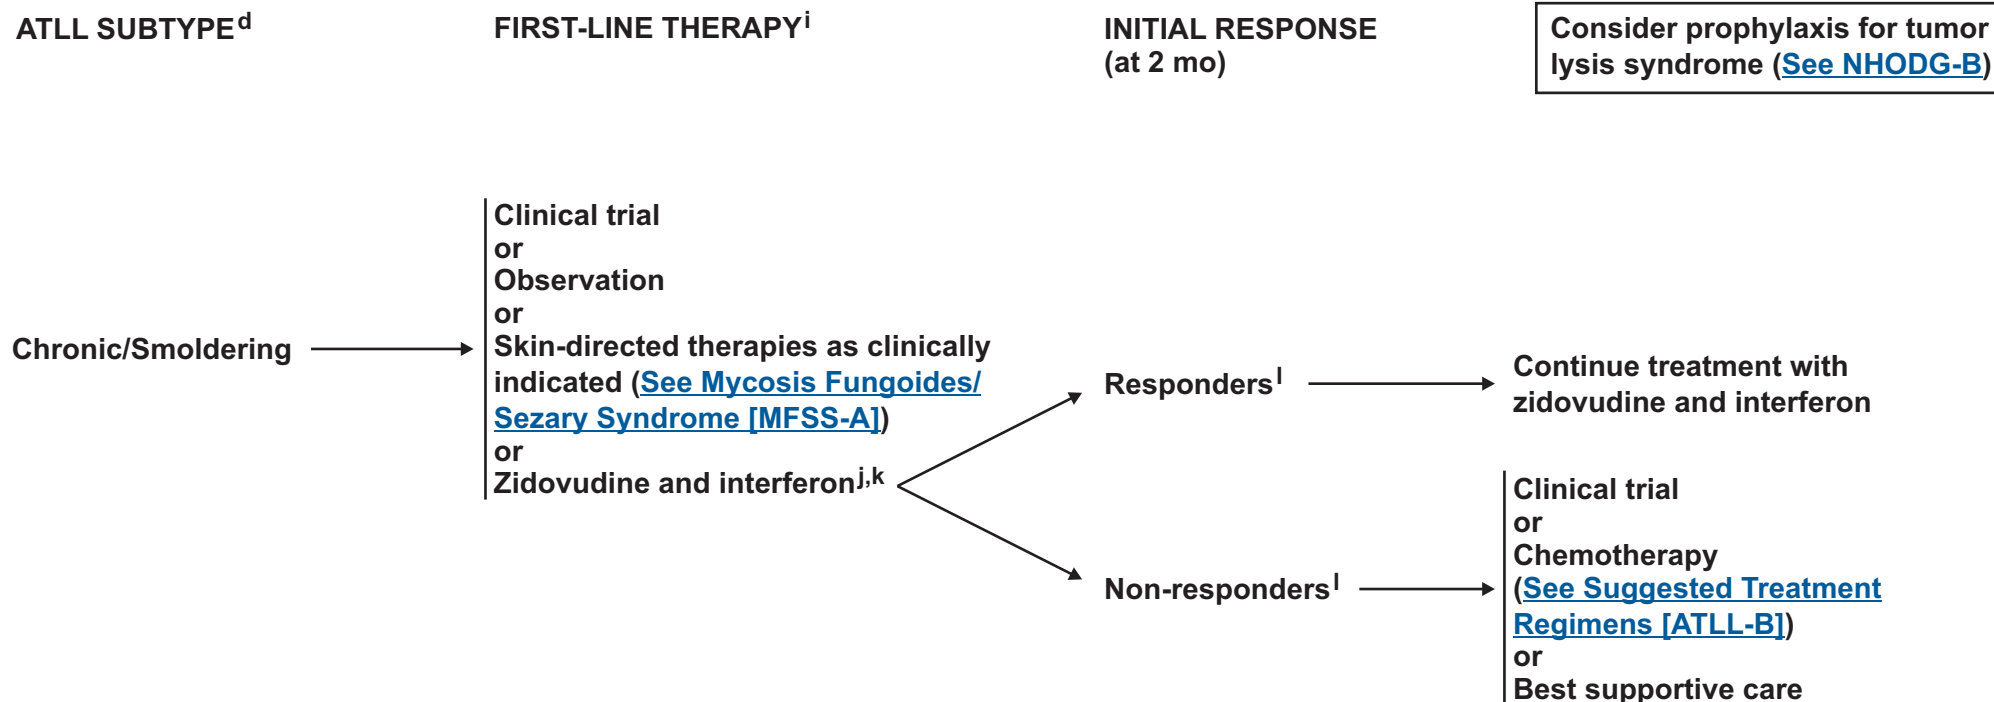 ATLL SUBTYPEᵈ
FIRST-LINE THERAPYⁱ
INITIAL RESPONSE
(at 2 mo)
Consider prophylaxis for tumor
lysis syndrome (See NHODG-B)
Chronic/Smoldering
Clinical trial
or
Observation
or
Skin-directed therapies as clinically
indicated (See Mycosis Fungoides/
Sezary Syndrome [MFSS-A])
or
Zidovudine and interferonʲ,ᵏ
Respondersˡ
Continue treatment with
zidovudine and interferon
Non-respondersˡ
Clinical trial
or
Chemotherapy
(See Suggested Treatment
Regimens [ATLL-B])
or
Best supportive care